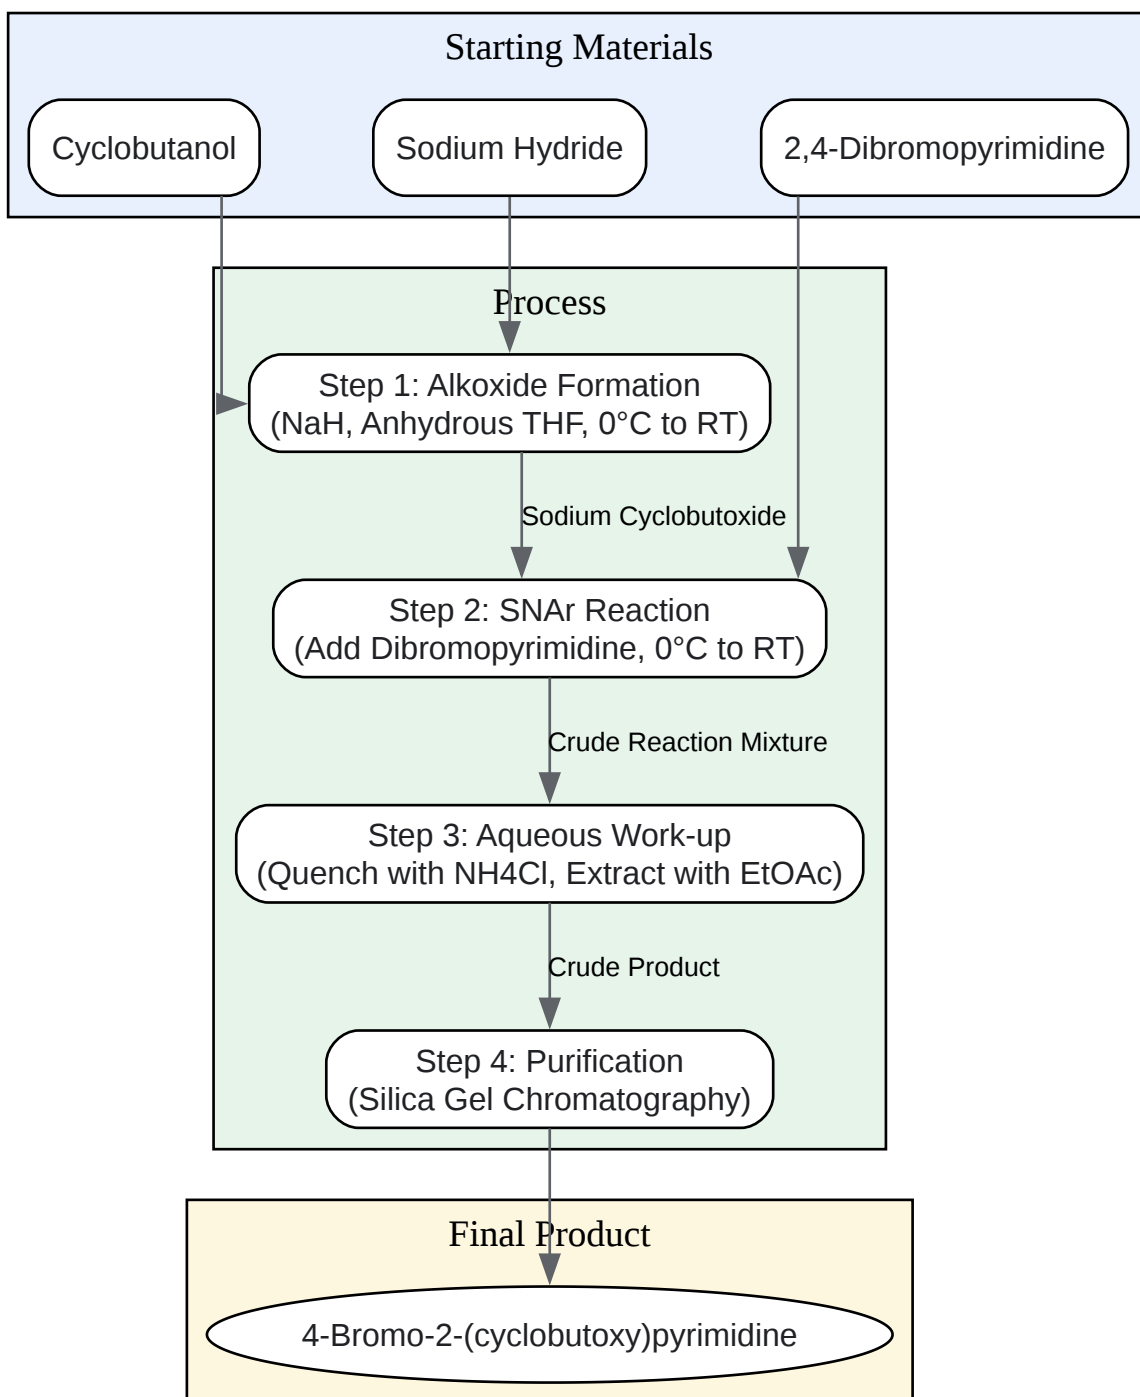 Starting Materials
Cyclobutanol
Sodium Hydride
2,4-Dibromopyrimidine
Process
Step 1: Alkoxide Formation
(NaH, Anhydrous THF, 0°C to RT)
Sodium Cyclobutoxide
Step 2: SNAr Reaction
(Add Dibromopyrimidine, 0°C to RT)
Crude Reaction Mixture
Step 3: Aqueous Work-up
(Quench with NH4Cl, Extract with EtOAc)
Crude Product
Step 4: Purification
(Silica Gel Chromatography)
Final Product
4-Bromo-2-(cyclobutoxy)pyrimidine